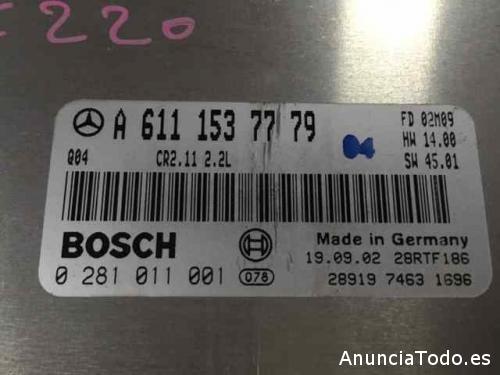 220
A 611 153 77 79
FD 02M09
HW 14.00
Q04
CR2.11 2.2L
04
SW 45.01
BOSCH
Made in Germany
19.09.02 28RTF186
0 281 011 001
078
28919 7463 1696
AnunciaTodo.es